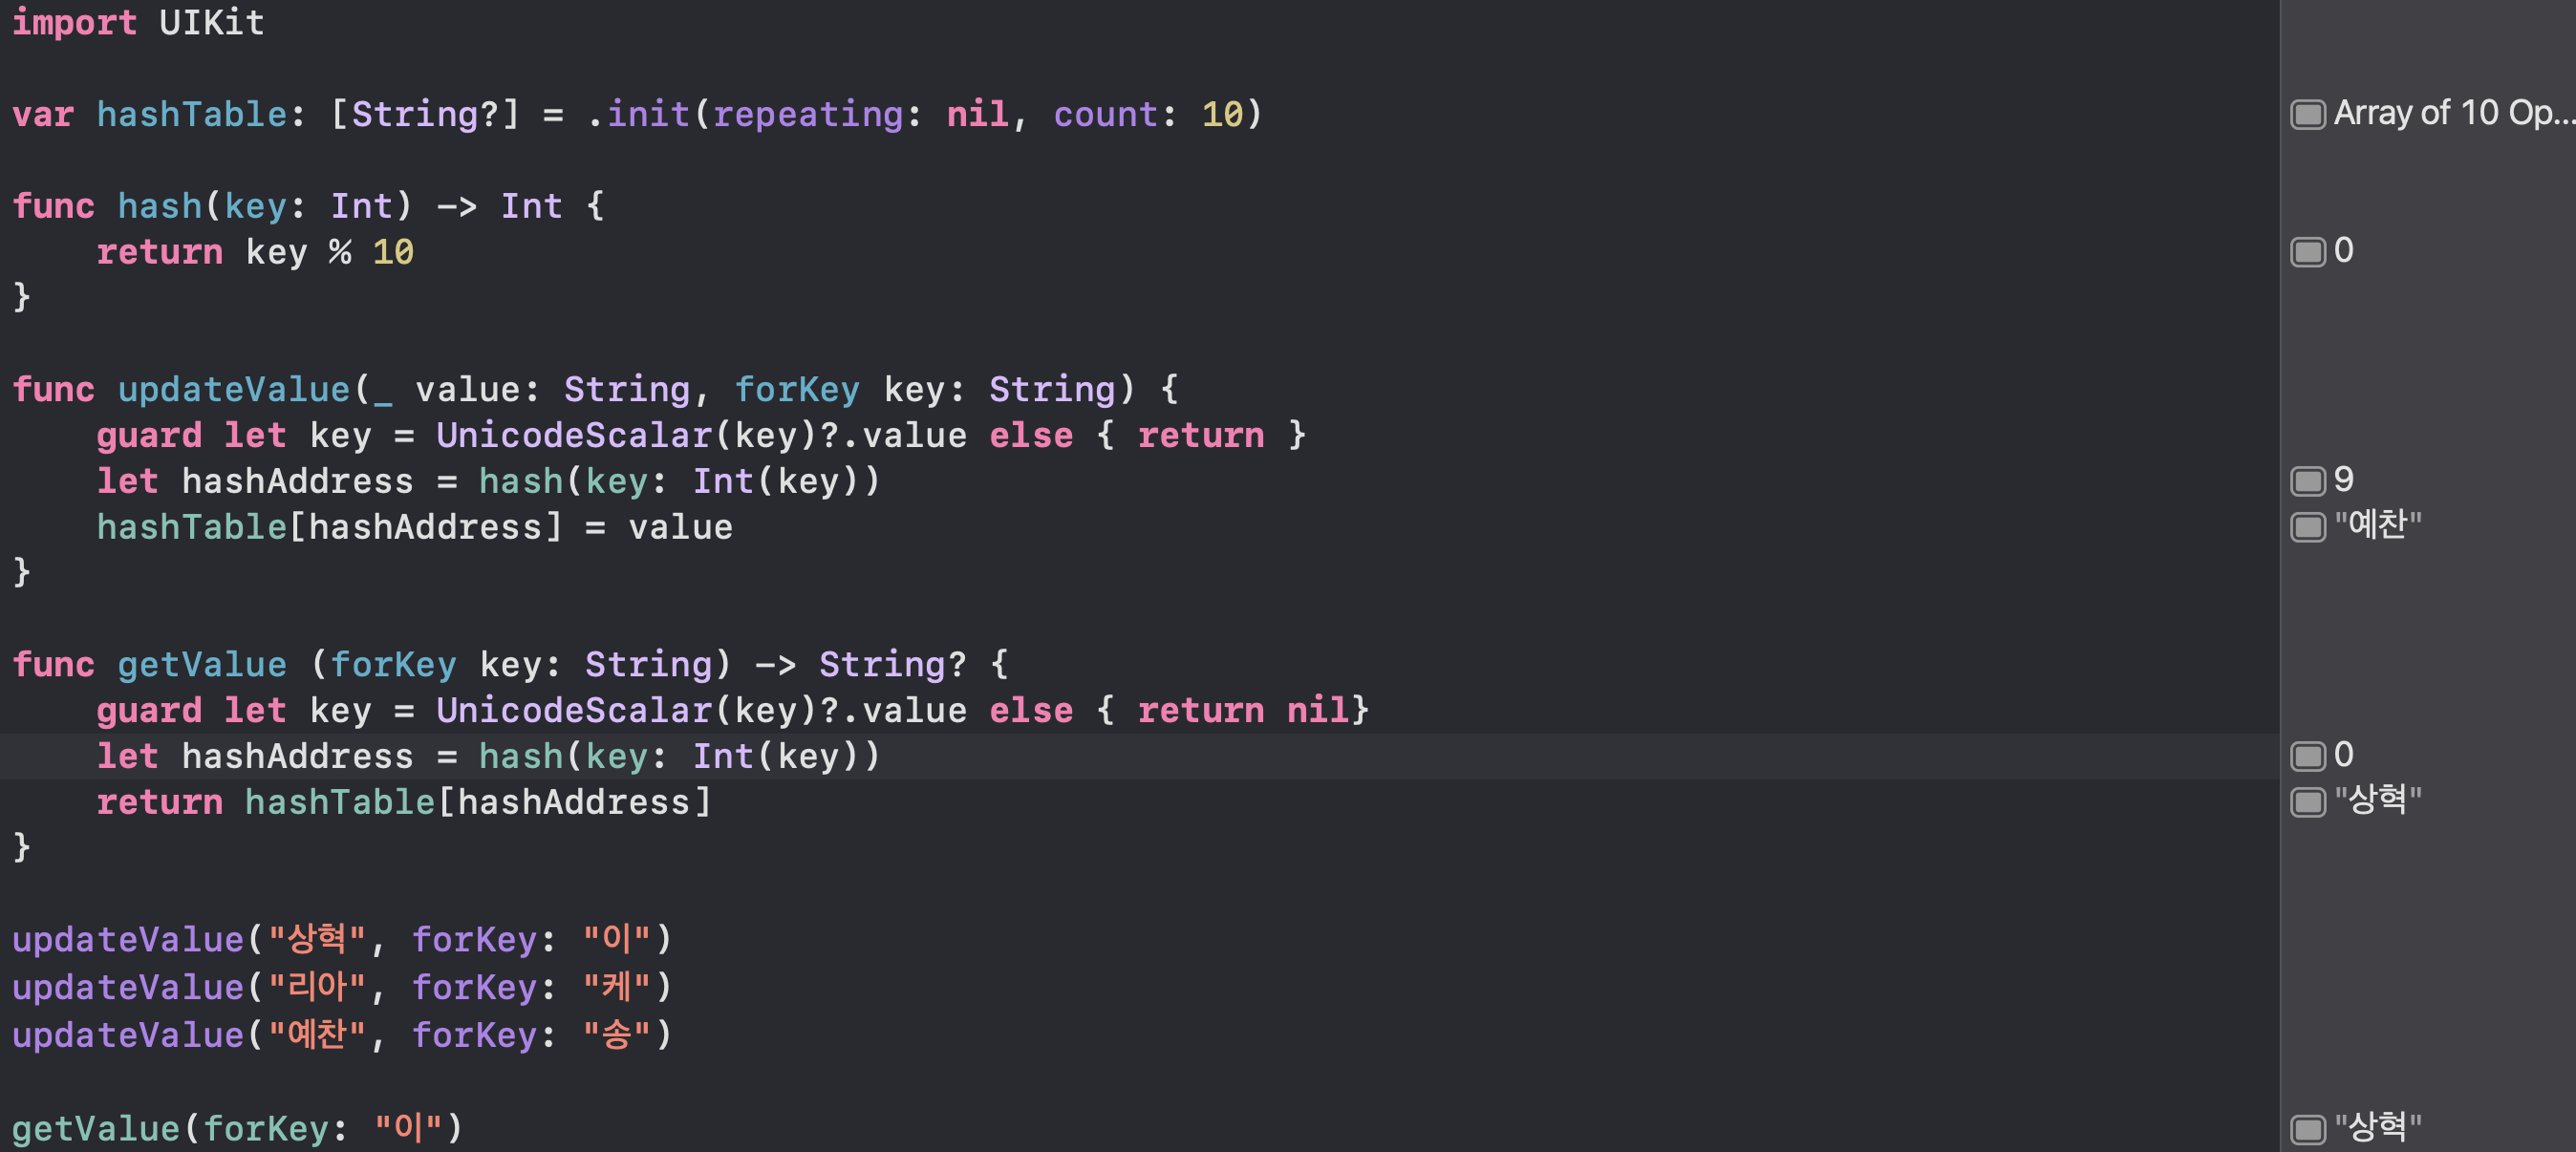 import UIKit
var hashTable: [String?] = .init(repeating: nil, count: 10)
Array of 10 Op...
func hash(key: Int) -> Int {
    return key % 10
0
}
func updateValue(_ value: String, forKey key: String) {
    guard let key = UnicodeScalar(key)?.value else { return }
    let hashAddress = hash(key: Int(key))
9
    hashTable[hashAddress] = value
"예찬"
}
func getValue (forKey key: String) -> String? {
    guard let key = UnicodeScalar(key)?.value else { return nil}
    let hashAddress = hash(key: Int(key))
0
    return hashTable[hashAddress]
"상혁"
}
updateValue("상혁", forKey: "이")
updateValue("리아", forKey: "케")
updateValue("예찬", forKey: "송")
getValue(forKey: "이")
"상혁"